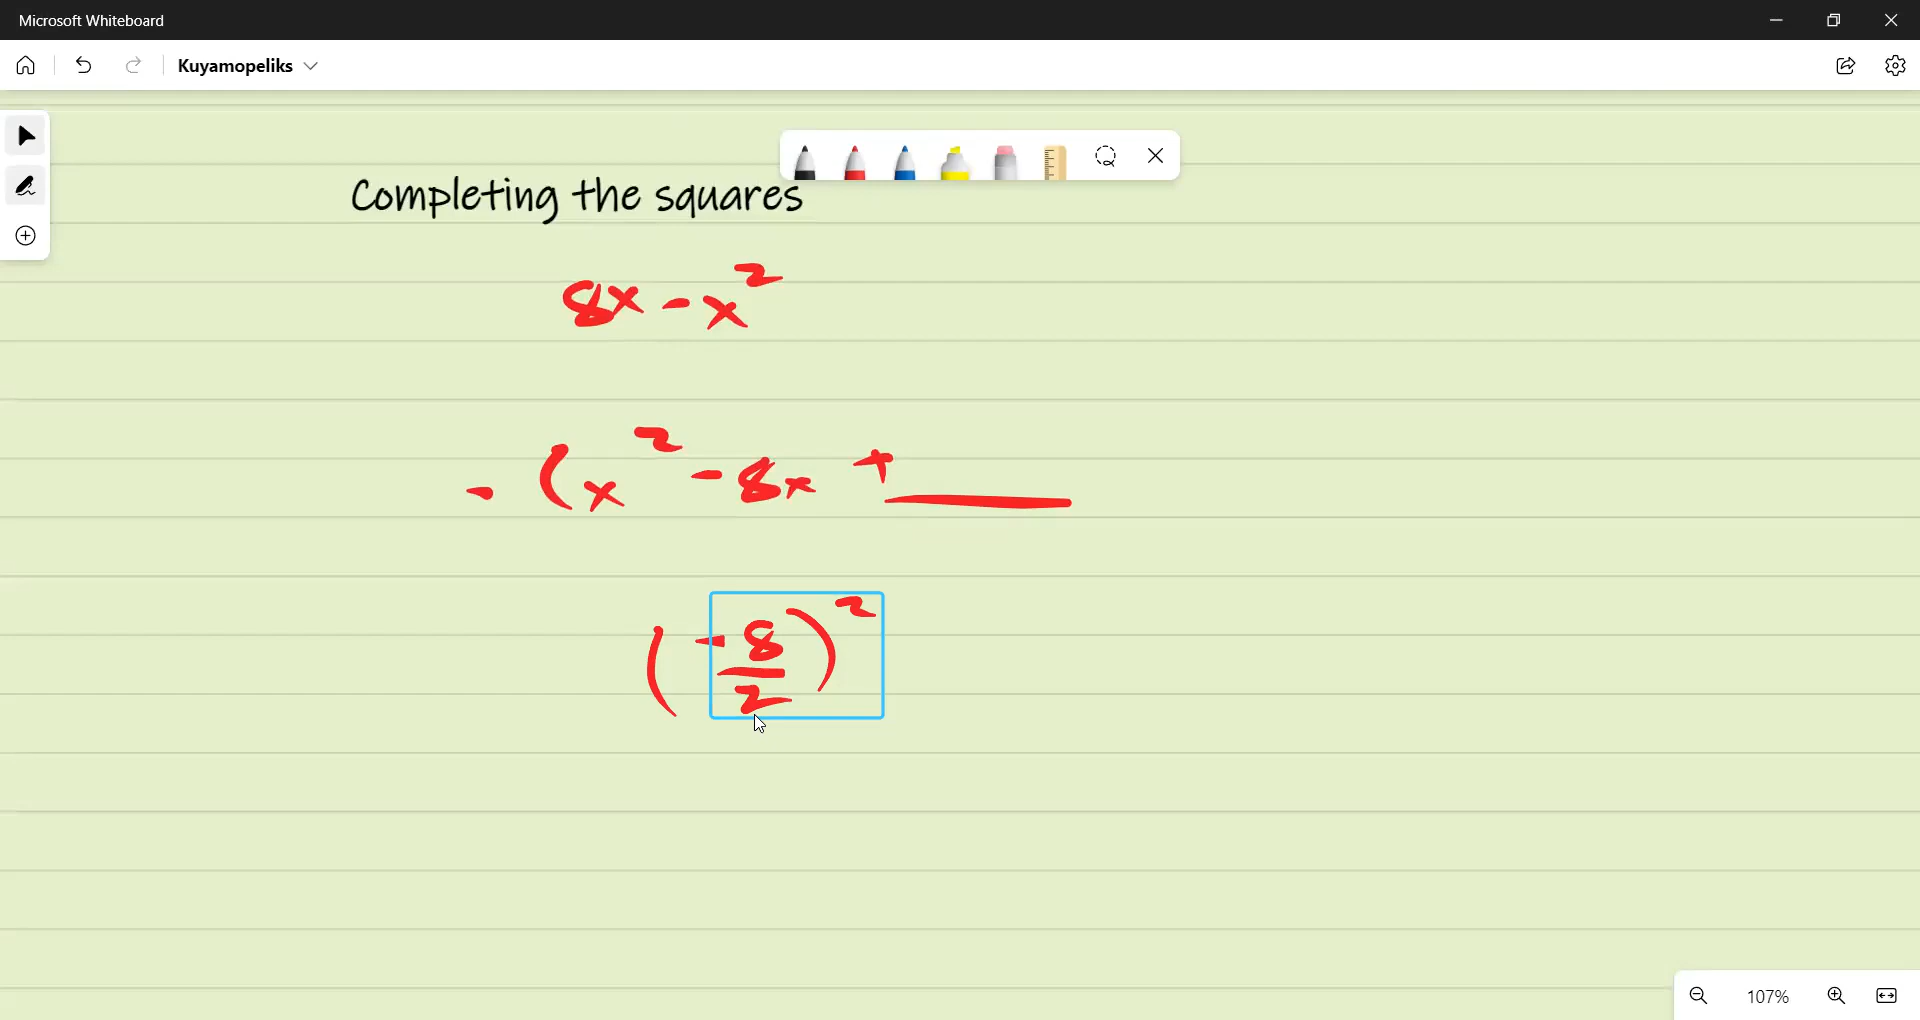 Microsoft Whiteboard
Kuyamopeliks
Completing the squares
8x - x²
- (x² - 8x + ____
(-8/2)²
107%